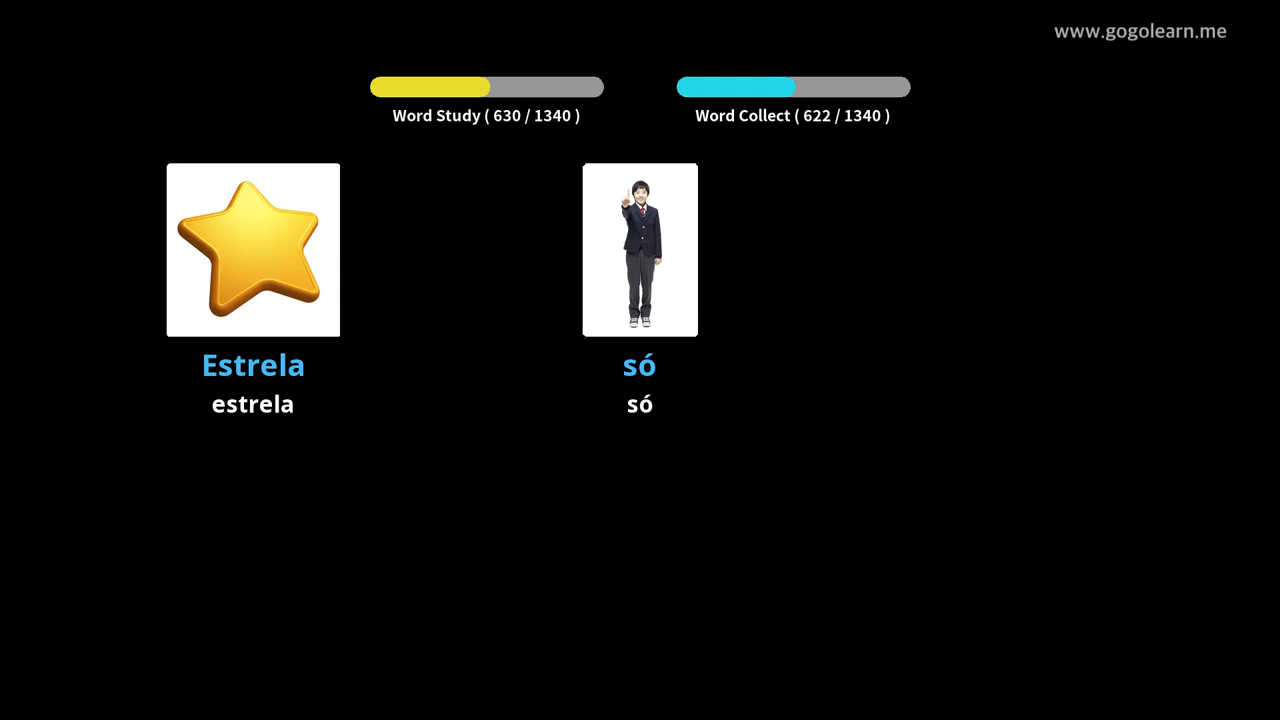 www.gogolearn.me
Word Study ( 630 / 1340 )
Word Collect ( 622 / 1340 )
Estrela
estrela
só
só